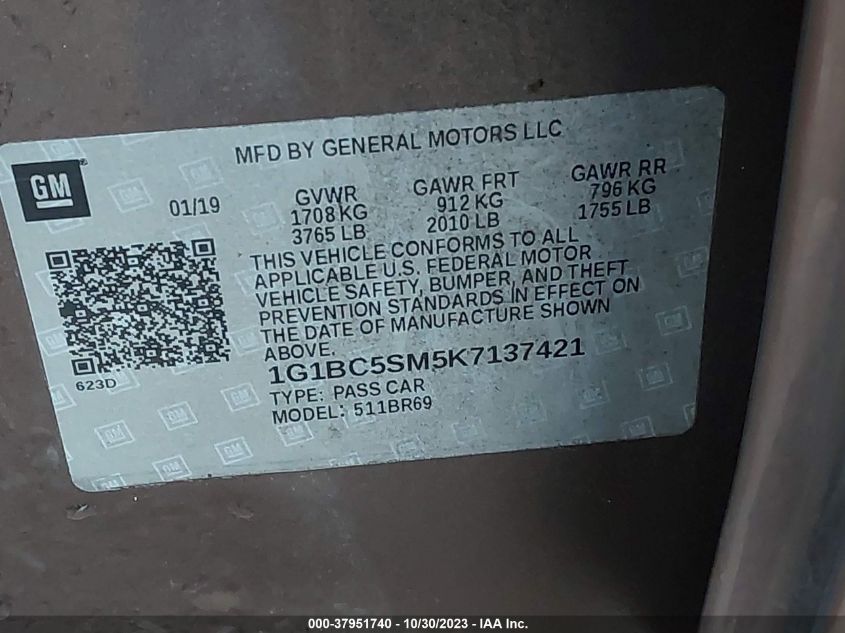 MFD BY GENERAL MOTORS LLC
GM
01/19
GVWR
1708 KG
3765 LB
GAWR FRT
912 KG
2010 LB
GAWR RR
796 KG
1755 LB
THIS VEHICLE CONFORMS TO ALL
APPLICABLE U.S. FEDERAL MOTOR
VEHICLE SAFETY, BUMPER, AND THEFT
PREVENTION STANDARDS IN EFFECT ON
THE DATE OF MANUFACTURE SHOWN
ABOVE.
623D
1G1BC5SM5K7137421
TYPE: PASS CAR
MODEL: 511BR69
000-37951740 - 10/30/2023 - IAA Inc.